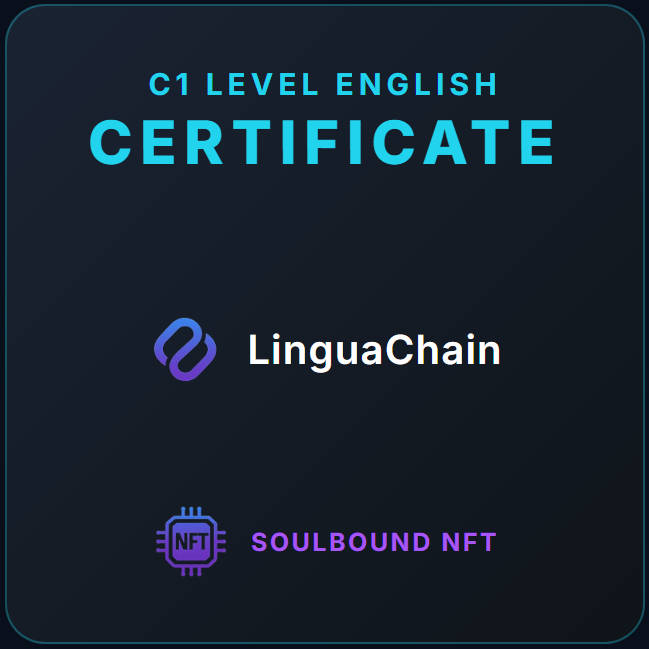 C1 LEVEL ENGLISH
CERTIFICATE
LinguaChain
NFT
SOULBOUND NFT